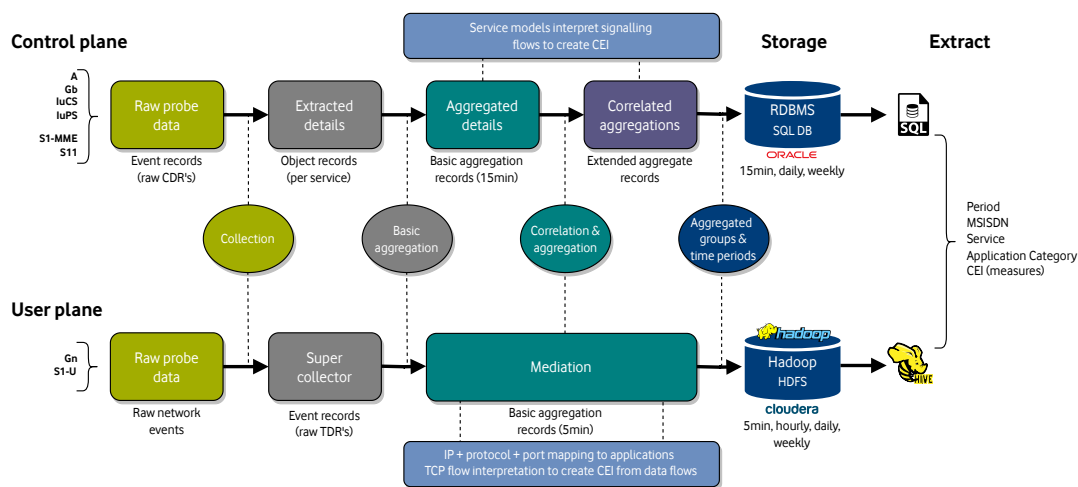 Service models interpret signalling
flows to create CEI
Control plane
Storage
Extract
A
Gb
IuCS
IuPS
S1-MME
S11
Raw probe
data
Extracted
details
Aggregated
details
Correlated
aggregations
RDBMS
SQL DB
SQL
ORACLE
Event records
(raw CDR's)
Object records
(per service)
Basic aggregation
records (15min)
Extended aggregate
records
15min, daily, weekly
Collection
Basic
aggregation
Correlation &
aggregation
Aggregated
groups &
time periods
Period
MSISDN
Service
Application Category
CEI (measures)
User plane
Gn
S1-U
Raw probe
data
Super
collector
Mediation
hadoop
Hadoop
HDFS
HIVE
cloudera
Raw network
events
Event records
(raw TDR's)
Basic aggregation
records (5min)
5min, hourly, daily,
weekly
IP + protocol + port mapping to applications
TCP flow interpretation to create CEI from data flows